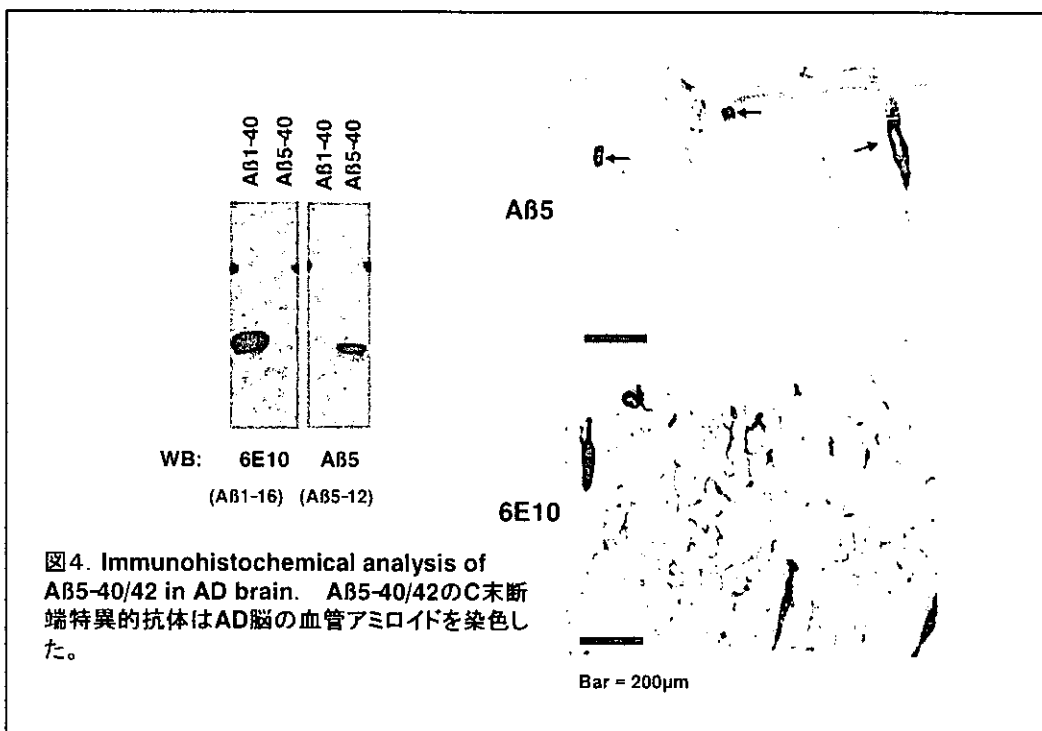 Aß1-40
Aß5-40
Aß1-40
Aß5-40
WB: 6E10 Aß5
(Aß1-16) (Aß5-12)
Aß5
6E10
Bar = 200µm
図4. Immunohistochemical analysis of
Aß5-40/42 in AD brain. Aß5-40/42のC末断
端特異的抗体はAD脳の血管アミロイドを染色し
た。